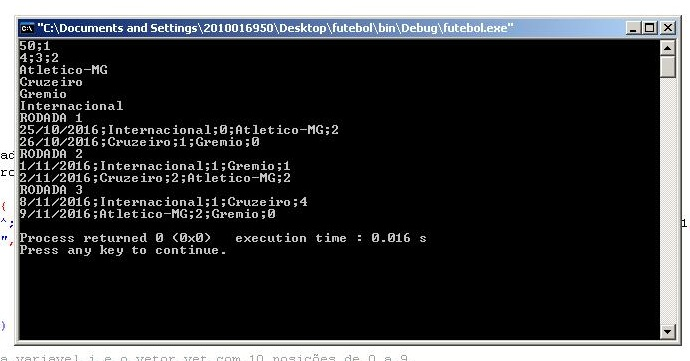 "C:\Documents and Settings\2010016950\Desktop\futebol\bin\Debug\futebol.exe"
50;1
4;3;2
Atletico-MG
Cruzeiro
Gremio
Internacional
RODADA 1
25/10/2016;Internacional;0;Atletico-MG;2
26/10/2016;Cruzeiro;1;Gremio;0
RODADA 2
1/11/2016;Internacional;1;Gremio;1
2/11/2016;Cruzeiro;2;Atletico-MG;2
RODADA 3
8/11/2016;Internacional;1;Cruzeiro;4
9/11/2016;Atletico-MG;2;Gremio;0
Process returned 0 (0x0)   execution time : 0.016 s
Press any key to continue.
a variavel i e o vetor vet com 10 posições de 0 a 9